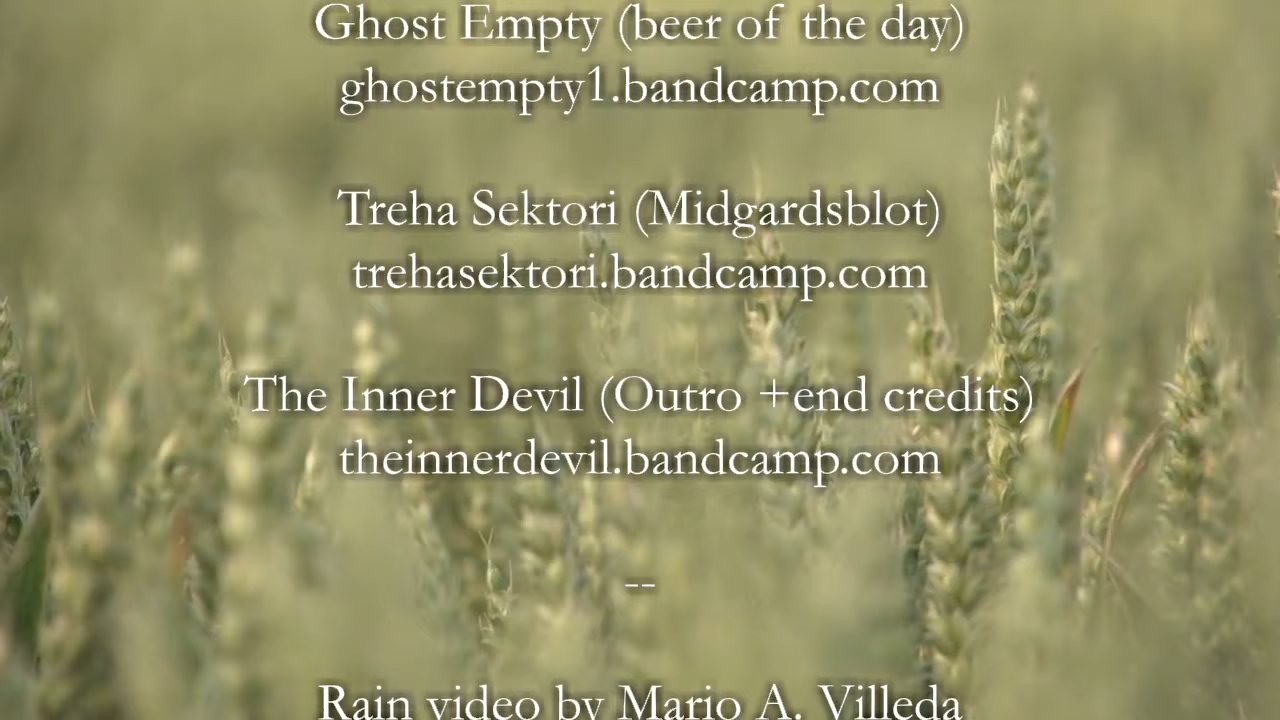 Ghost Empty (beer of the day)
ghostempty1.bandcamp.com
Treha Sektori (Midgardsblot)
trehasektori.bandcamp.com
The Inner Devil (Outro +end credits)
theinnerdevil.bandcamp.com
--
Rain video by Mario A. Villeda